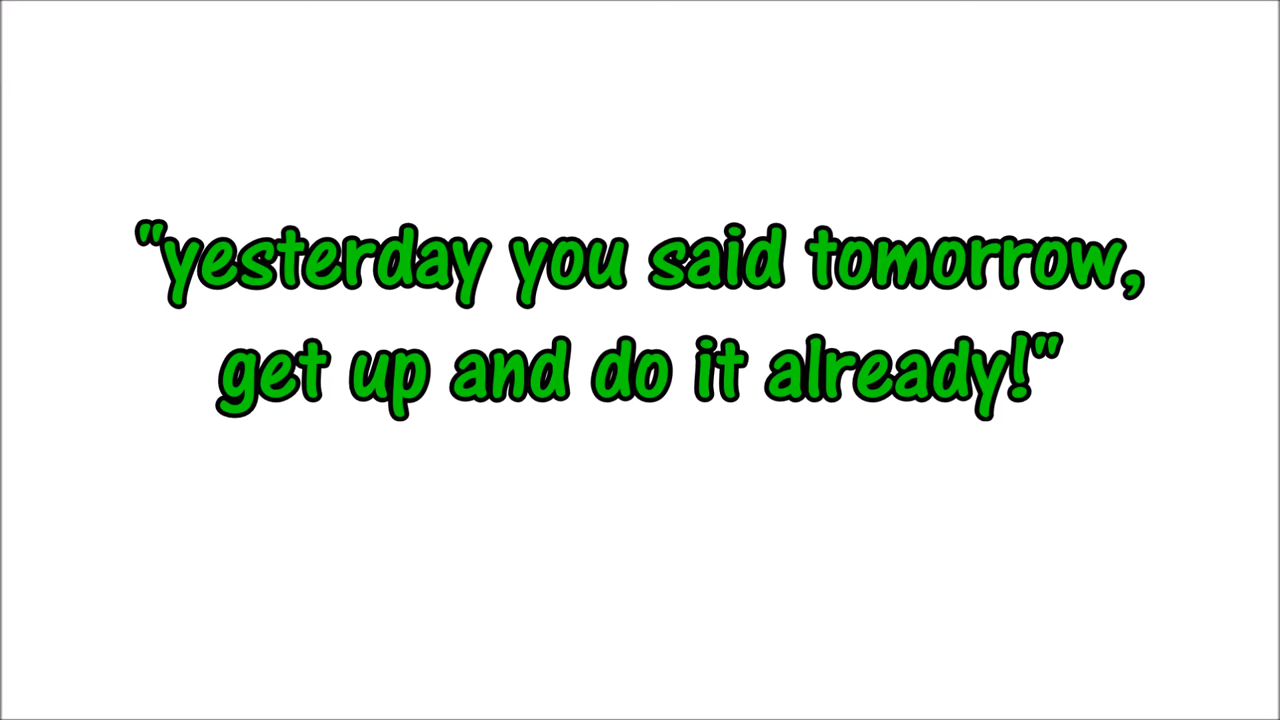 "yesterday you said tomorrow,
get up and do it already!"